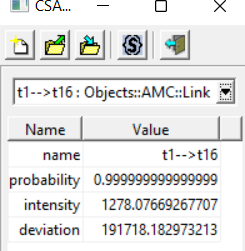 CSA...
t1-->t16 : Objects::AMC::Link
Name Value
name t1-->t16
probability 0.999999999999999
intensity 1278.07669267707
deviation 191718.182973213